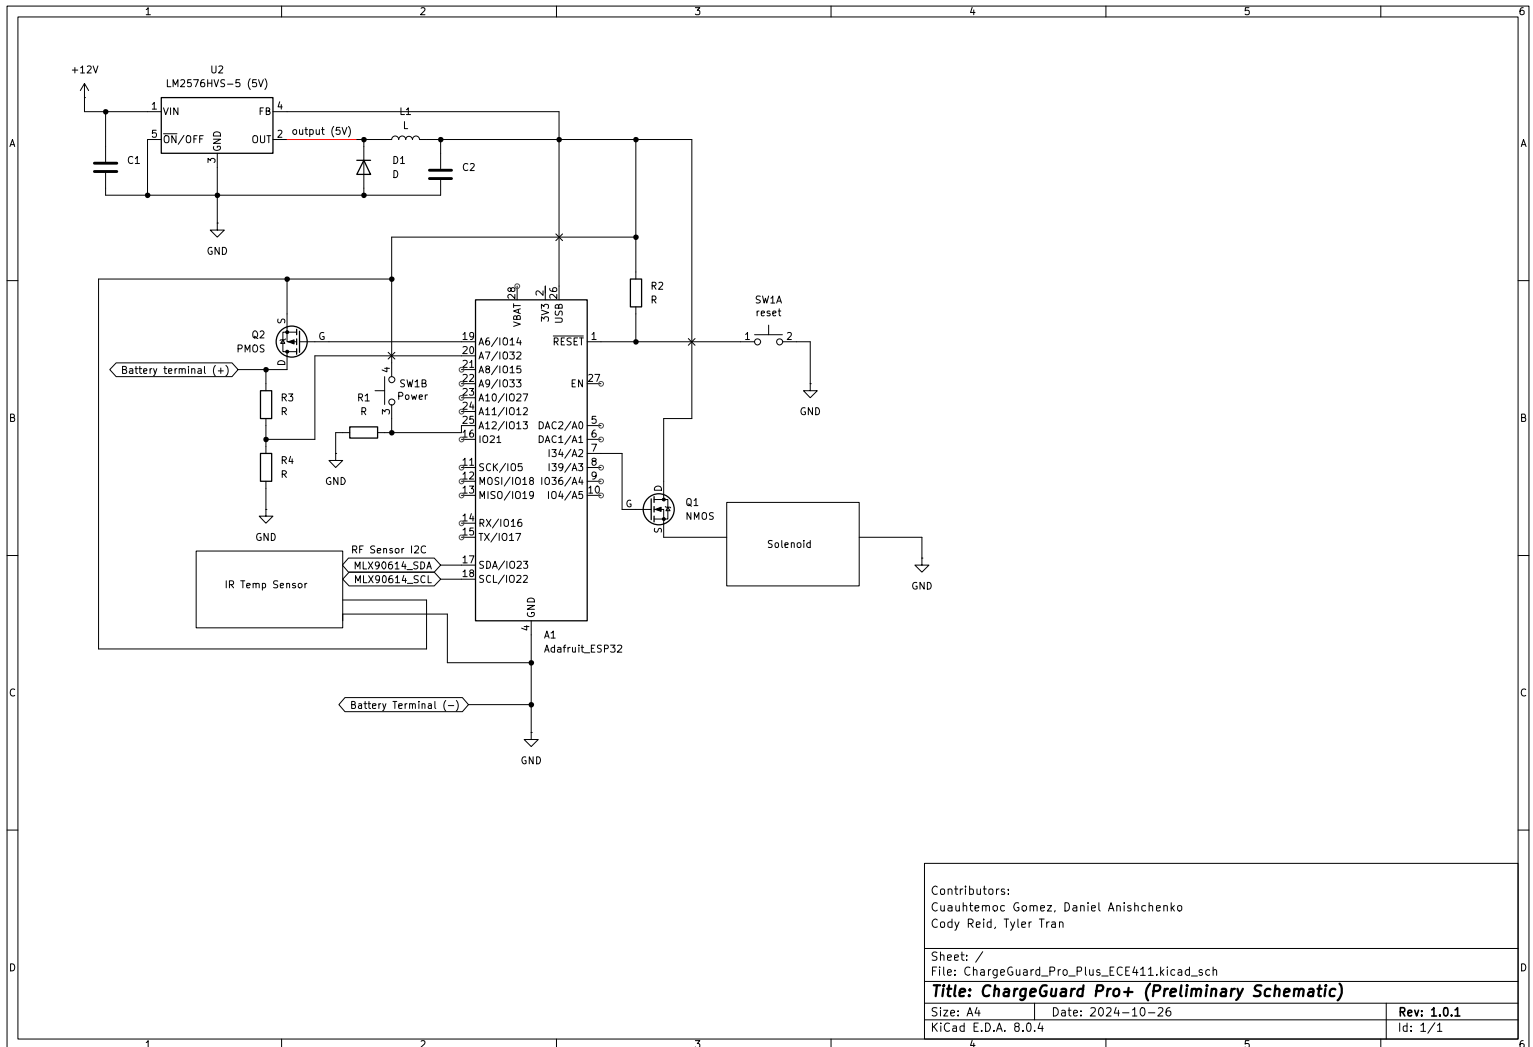 1 2 3 4 5 6
A A
B B
C C
D D
+12V
U2
LM2576HVS-5 (5V)
1 VIN FB 4
5 ON/OFF GND OUT 2
3
output (5V)
L1
L
C1
D1
D
C2
GND
28 2 26
VBAT 3V3 USB
R2
R
SW1A
reset
1 2
GND
S
Q2
PMOS
G
D
Battery terminal (+)
R3
R
R4
R
GND
4
SW1B
Power
3
R1
R
GND
19 A6/IO14 RESET 1
20 A7/IO32
21 A8/IO15
22 A9/IO33 EN 27
23 A10/IO27
24 A11/IO12
25 A12/IO13 DAC2/A0 5
16 IO21 DAC1/A1 6
I34/A2 7
11 SCK/IO5 I39/A3 8
12 MOSI/IO18 IO36/A4 9
13 MISO/IO19 IO4/A5 10
14 RX/IO16
15 TX/IO17
17 SDA/IO23
18 SCL/IO22
GND
4
A1
Adafruit_ESP32
D
G
S
Q1
NMOS
Solenoid
GND
RF Sensor I2C
MLX90614_SDA
MLX90614_SCL
IR Temp Sensor
Battery Terminal (-)
GND
Contributors:
Cuauhtemoc Gomez, Daniel Anishchenko
Cody Reid, Tyler Tran
Sheet: /
File: ChargeGuard_Pro_Plus_ECE411.kicad_sch
Title: ChargeGuard Pro+ (Preliminary Schematic)
Size: A4 Date: 2024-10-26 Rev: 1.0.1
KiCad E.D.A. 8.0.4 Id: 1/1
1 2 3 4 5 6